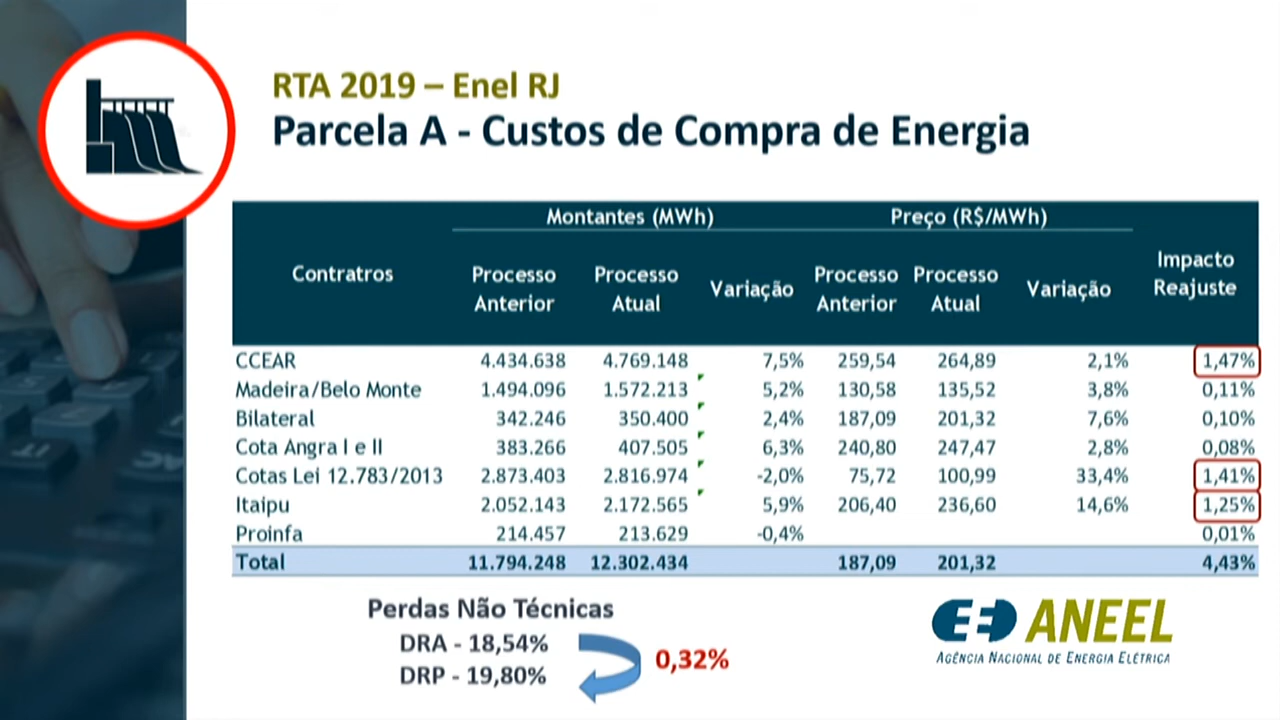 RTA 2019 – Enel RJ
Parcela A - Custos de Compra de Energia
Montantes (MWh) Preço (R$/MWh)
Contratros Processo Anterior Processo Atual Variação Processo Anterior Processo Atual Variação Impacto Reajuste
CCEAR 4.434.638 4.769.148 7,5% 259,54 264,89 2,1% 1,47%
Madeira/Belo Monte 1.494.096 1.572.213 5,2% 130,58 135,52 3,8% 0,11%
Bilateral 342.246 350.400 2,4% 187,09 201,32 7,6% 0,10%
Cota Angra I e II 383.266 407.505 6,3% 240,80 247,47 2,8% 0,08%
Cotas Lei 12.783/2013 2.873.403 2.816.974 -2,0% 75,72 100,99 33,4% 1,41%
Itaipu 2.052.143 2.172.565 5,9% 206,40 236,60 14,6% 1,25%
Proinfa 214.457 213.629 -0,4% 0,01%
Total 11.794.248 12.302.434 187,09 201,32 4,43%
Perdas Não Técnicas
DRA - 18,54%
DRP - 19,80%
0,32%
ANEEL
AGÊNCIA NACIONAL DE ENERGIA ELÉTRICA